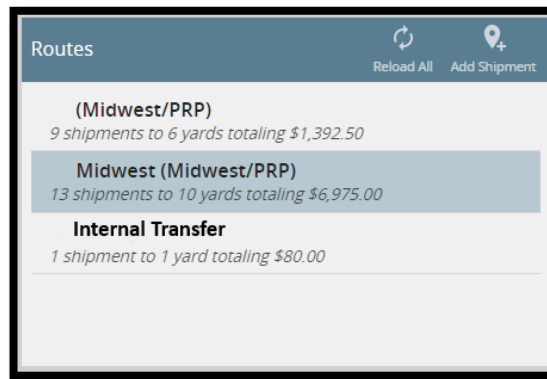 Routes
Reload All
Add Shipment
(Midwest/PRP)
9 shipments to 6 yards totaling $1,392.50
Midwest (Midwest/PRP)
13 shipments to 10 yards totaling $6,975.00
Internal Transfer
1 shipment to 1 yard totaling $80.00